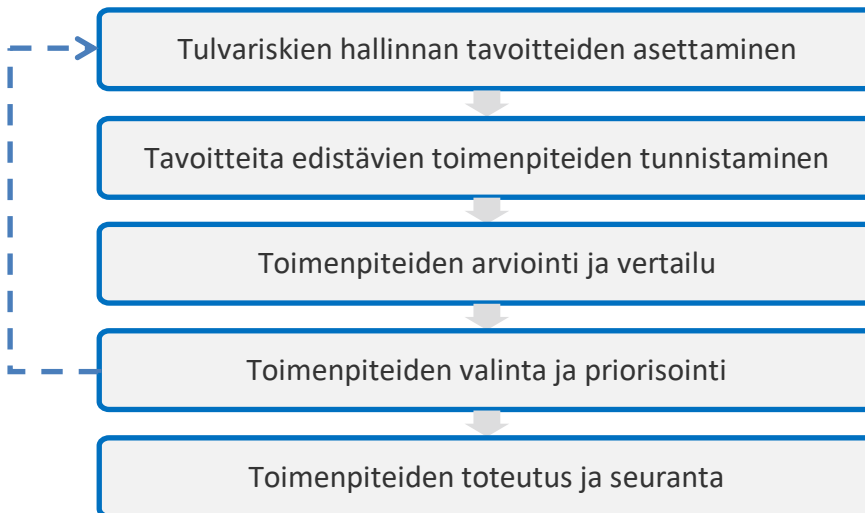 Tulvariskien hallinnan tavoitteiden asettaminen
Tavoitteita edistävien toimenpiteiden tunnistaminen
Toimenpiteiden arviointi ja vertailu
Toimenpiteiden valinta ja priorisointi
Toimenpiteiden toteutus ja seuranta